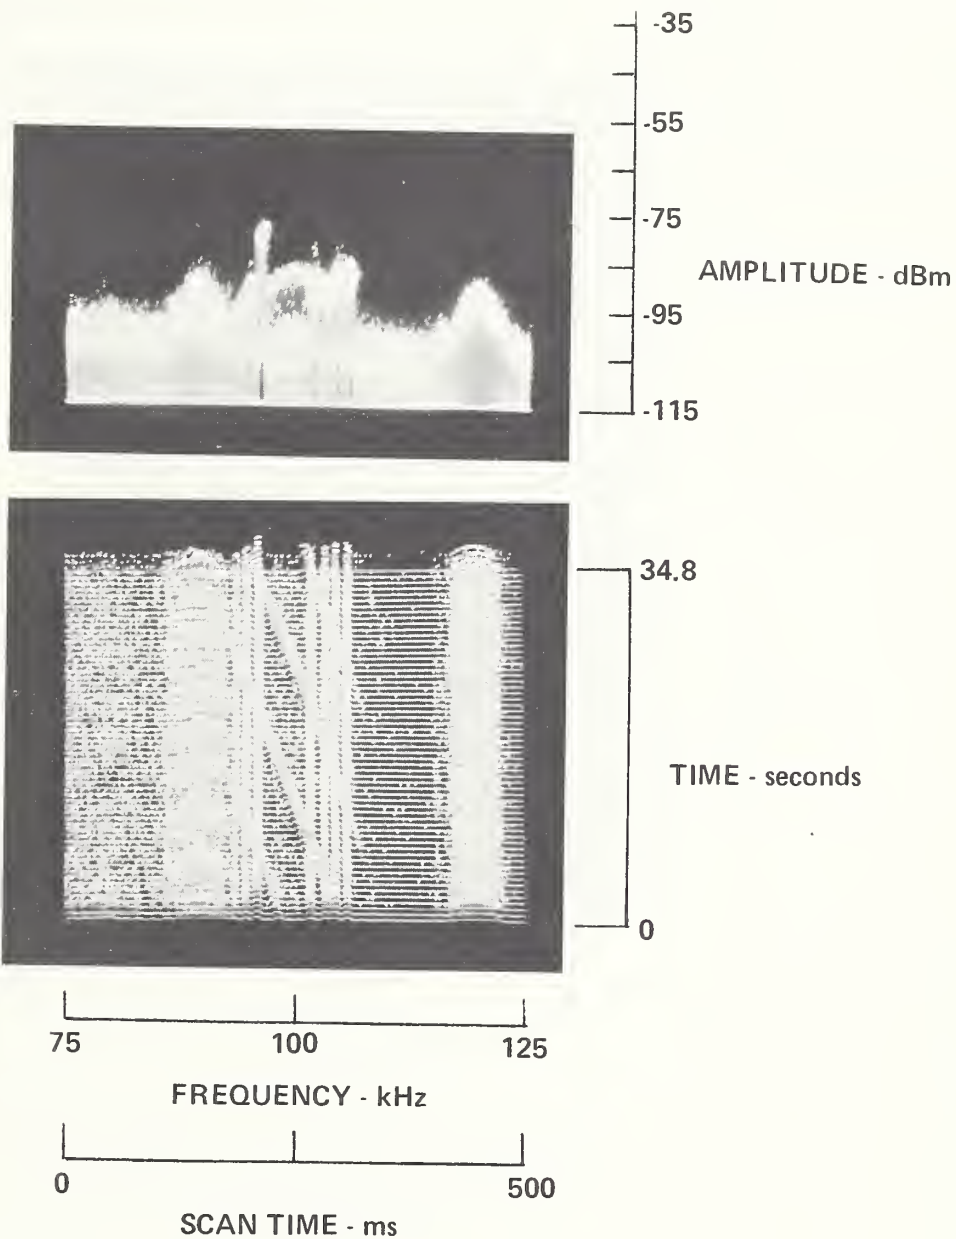 -35
-55
-75
AMPLITUDE - dBm
-95
-115
34.8
TIME - seconds
0
75 100 125
FREQUENCY - kHz
0 500
SCAN TIME - ms